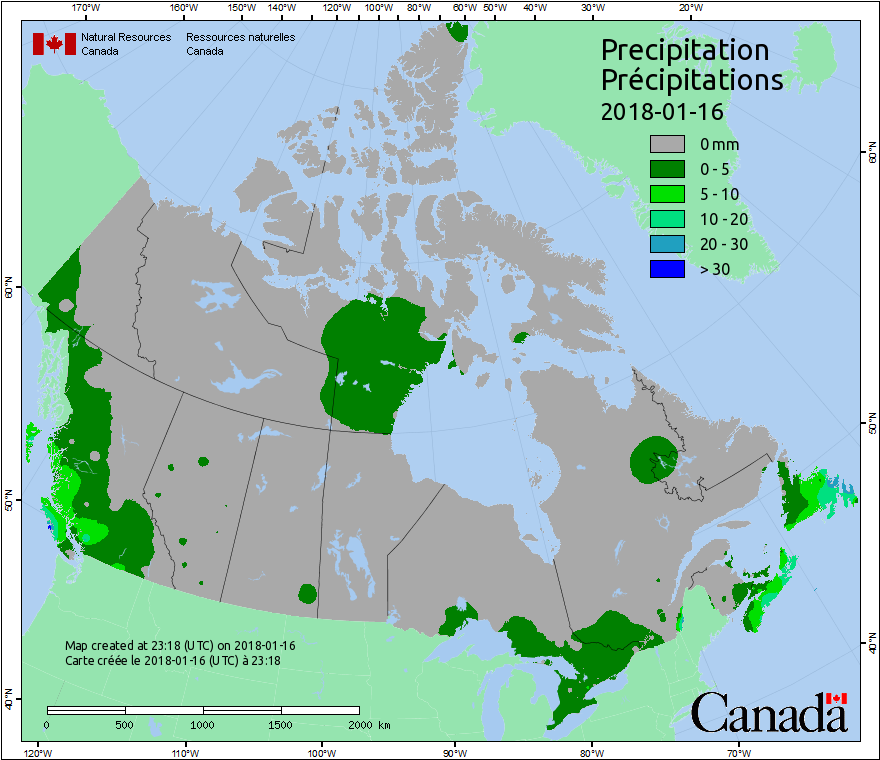 170°W 160°W 150°W 140°W 120°W 100°W 80°W 60°W 50°W 40°W 30°W 20°W
Natural Resources Ressources naturelles
Canada Canada
Precipitation
Précipitations
2018-01-16
0 mm
0 - 5
5 - 10
10 - 20
20 - 30
> 30
60°N
60°N
50°N
50°N
40°N
40°N
Map created at 23:18 (UTC) on 2018-01-16
Carte créée le 2018-01-16 (UTC) à 23:18
0 500 1000 1500 2000 km
Canada
120°W 110°W 100°W 90°W 80°W 70°W